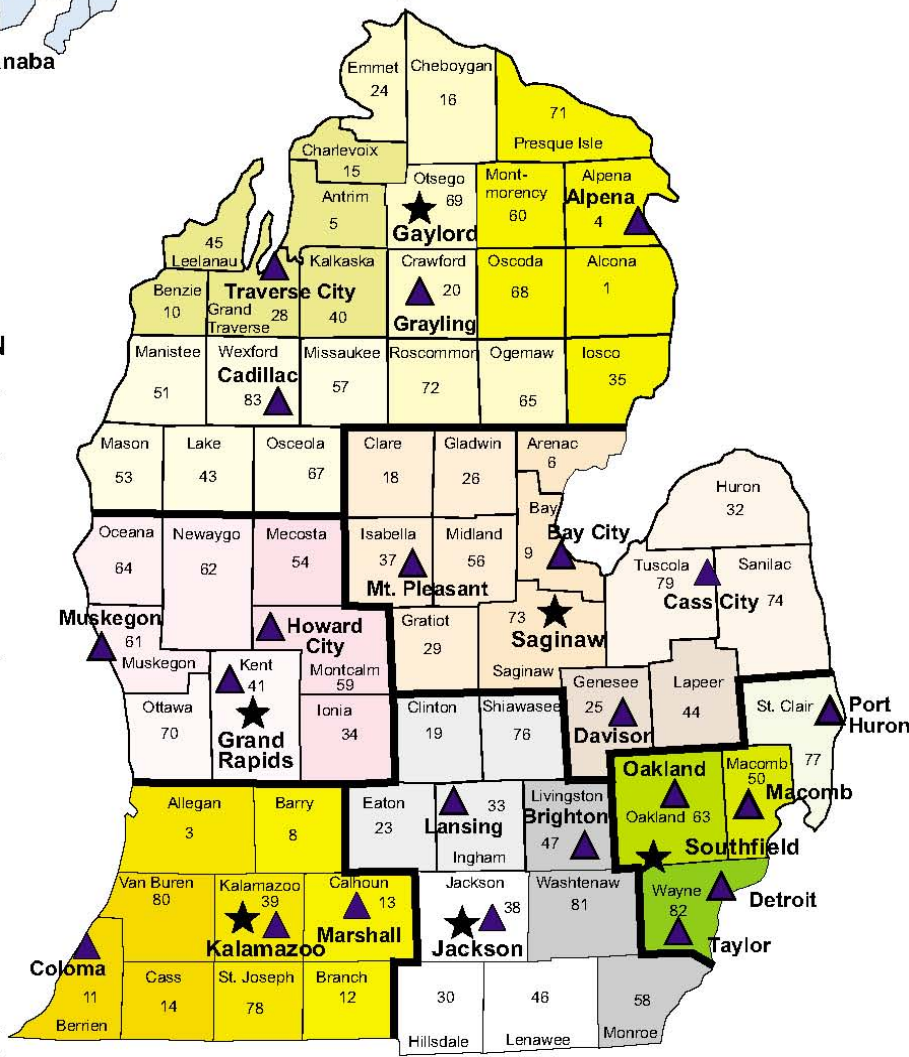 naba
Emmet
24
Cheboygan
16
71
Presque Isle
Charlevoix
15
Antrim
5
Otsego
69
Gaylord
Mont-
morency
60
Alpena
Alpena
4
45
Leelanau
Benzie
10
Traverse City
Grand
Traverse
28
Kalkaska
40
Crawford
20
Grayling
Oscoda
68
Alcona
1
N
Manistee
51
Wexford
Cadillac
83
Missaukee
57
Roscommon
72
Ogemaw
65
Iosco
35
Mason
53
Lake
43
Osceola
67
Clare
18
Gladwin
26
Arenac
6
Huron
32
Oceana
64
Newaygo
62
Mecosta
54
Isabella
37
Mt. Pleasant
Midland
56
Bay
9
Bay City
Tuscola
79
Cass City
Sanilac
74
Muskegon
61
Muskegon
Howard
City
Montcalm
59
Gratiot
29
73
Saginaw
Saginaw
Kent
41
Grand
Rapids
Ottawa
70
Ionia
34
Clinton
19
Shiawasee
76
Genesee
25
Davison
Lapeer
44
St. Clair
77
Port
Huron
Allegan
3
Barry
8
Eaton
23
33
Lansing
Ingham
Livingston
Brighton
47
Oakland
Oakland 63
Southfield
Macomb
50
Macomb
Van Buren
80
Kalamazoo
39
Kalamazoo
Calhoun
13
Marshall
Jackson
38
Jackson
Washtenaw
81
Wayne
82
Detroit
Taylor
Coloma
11
Berrien
Cass
14
St. Joseph
78
Branch
12
30
Hillsdale
46
Lenawee
58
Monroe